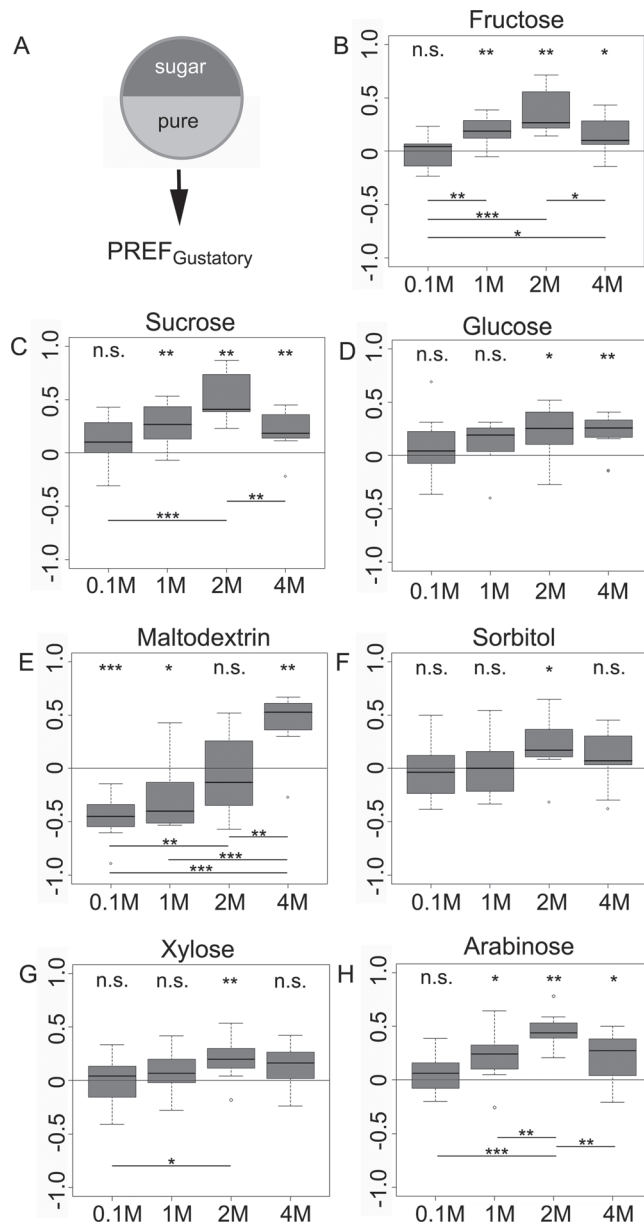 A
sugar
pure
PREFGustatory
B
Fructose
1.0
0.5
0
-0.5
-1.0
n.s. ** ** *
** *
***
*
0.1M 1M 2M 4M
C
Sucrose
1.0
0.5
0
-0.5
-1.0
n.s. ** ** **
**
***
0.1M 1M 2M 4M
D
Glucose
1.0
0.5
0
-0.5
-1.0
n.s. n.s. * **
0.1M 1M 2M 4M
E
Maltodextrin
1.0
0.5
0
-0.5
-1.0
*** * n.s. **
** **
***
***
0.1M 1M 2M 4M
F
Sorbitol
1.0
0.5
0
-0.5
-1.0
n.s. n.s. * n.s.
0.1M 1M 2M 4M
G
Xylose
1.0
0.5
0
-0.5
-1.0
n.s. n.s. ** n.s.
*
0.1M 1M 2M 4M
H
Arabinose
1.0
0.5
0
-0.5
-1.0
n.s. * ** *
**
*** **
0.1M 1M 2M 4M